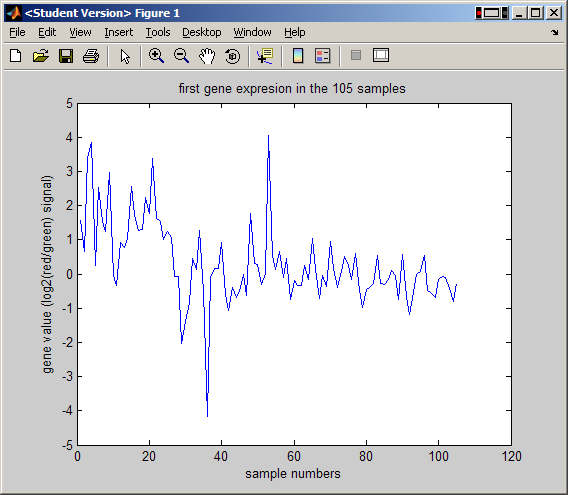 <Student Version> Figure 1
File Edit View Insert Tools Desktop Window Help
first gene expresion in the 105 samples
gene value (log2(red/green) signal)
5
4
3
2
1
0
-1
-2
-3
-4
-5
0 20 40 60 80 100 120
sample numbers